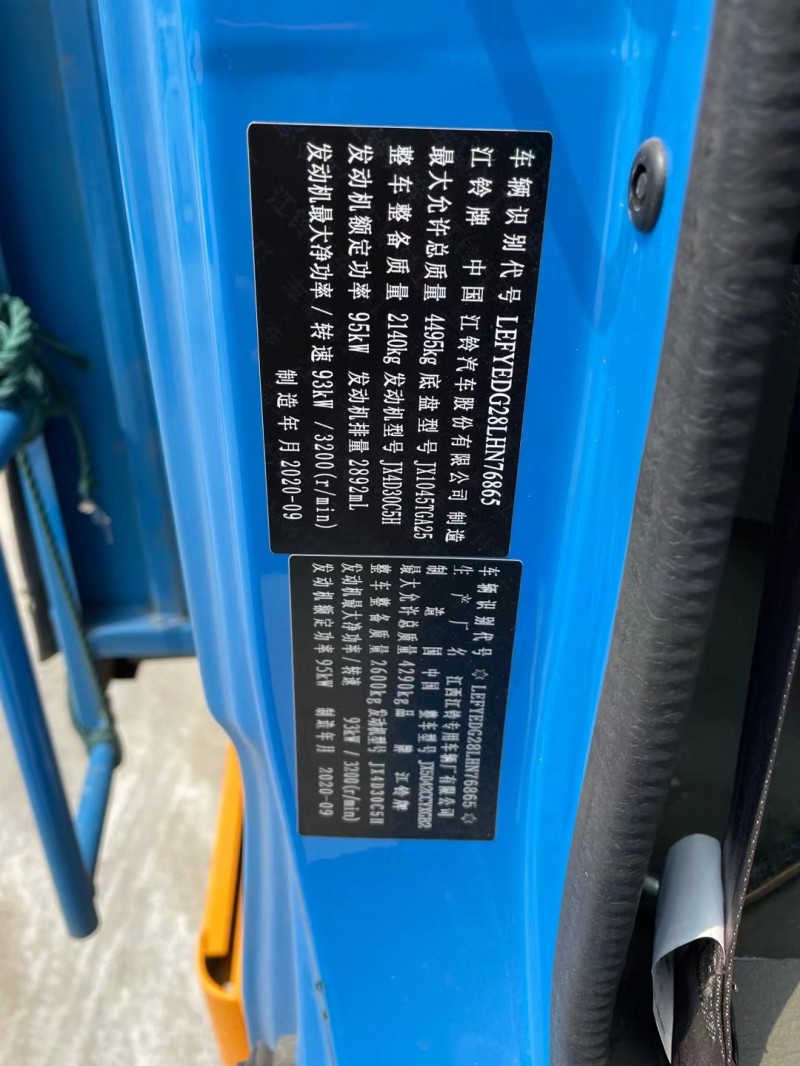 车辆识别代号 LEFYEDG28LHN76865
江铃牌 中国江铃汽车股份有限公司 制造
最大允许总质量 4495kg 底盘型号 JX1045TGA25
整车整备质量 2140kg 发动机型号 JX4D30C5H
发动机额定功率 95kW 发动机排量 2892mL
发动机最大净功率/转速 93kW /3200(r/min)
制造年月 2020-09
车辆识别代号 ✡LEFYEDG28LHN76865✡
生产厂名 江西江铃专用车辆厂有限公司
制造国 中国 整车型号 JX5042CCYXGB2
最大允许总质量 4290kg 品牌 江铃牌
整车整备质量 2600kg 发动机型号 JX4D30C5H
发动机最大净功率/转速 93kW /3200(r/min)
发动机额定功率 95kW 制造年月 2020-09